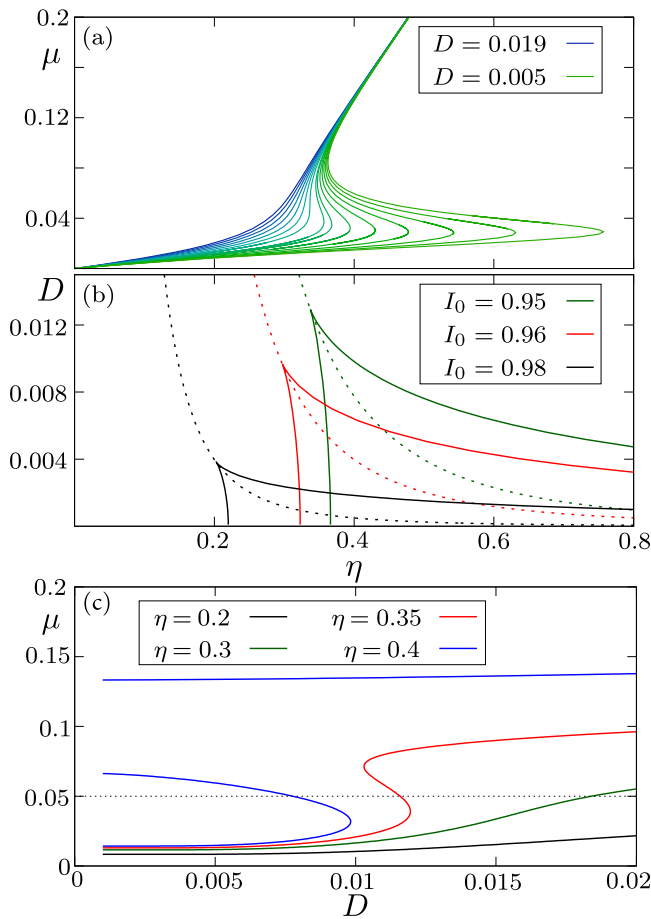 (a)
μ
0.2
0.12
0.04
D = 0.019
D = 0.005
(b)
D
0.012
0.008
0.004
I₀ = 0.95
I₀ = 0.96
I₀ = 0.98
0.2 0.4 0.6 0.8
η
(c)
μ
0.2
0.15
0.1
0.05
0
η = 0.2 η = 0.35
η = 0.3 η = 0.4
0 0.005 0.01 0.015 0.02
D